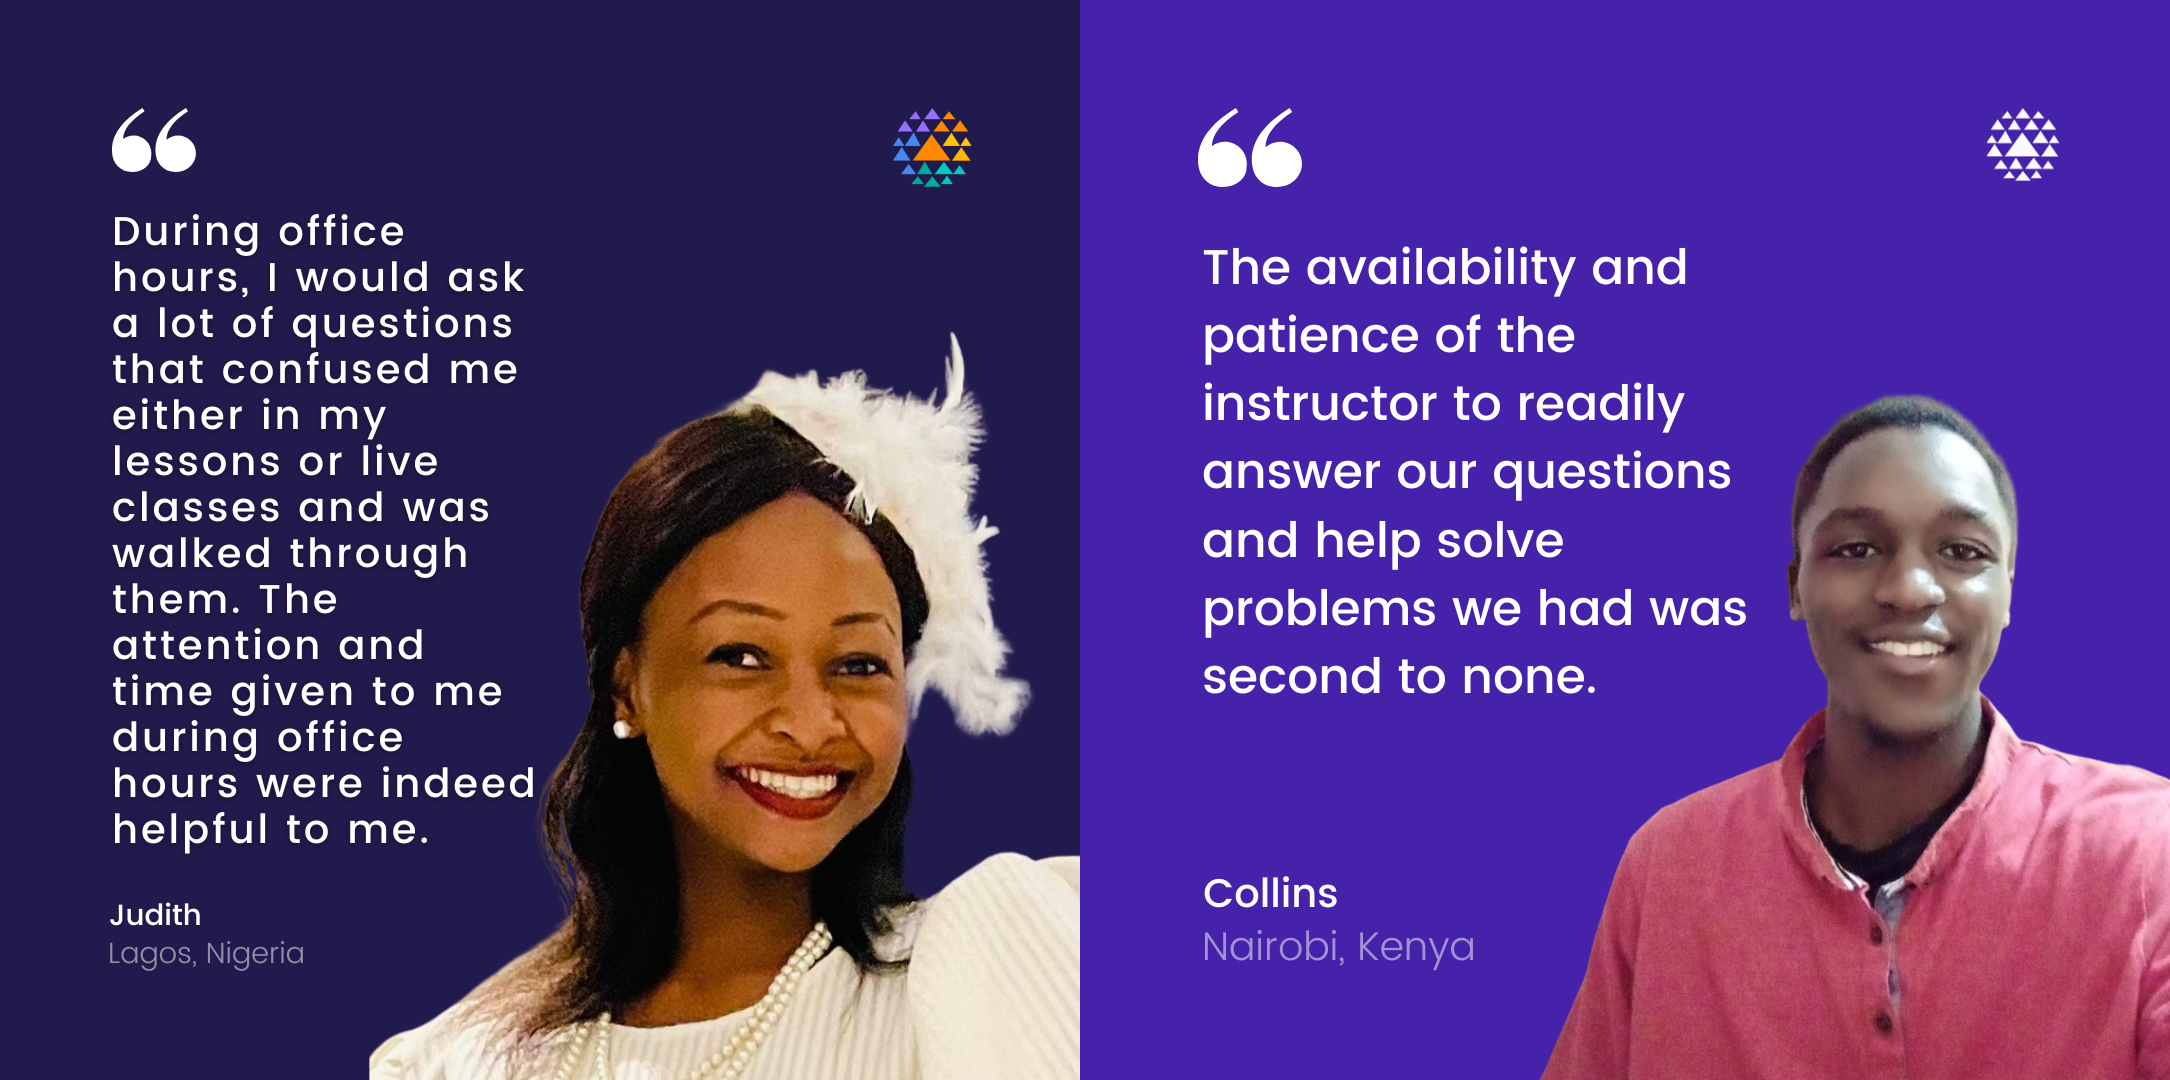 “
During office
hours, I would ask
a lot of questions
that confused me
either in my
lessons or live
classes and was
walked through
them. The
attention and
time given to me
during office
hours were indeed
helpful to me.
Judith
Lagos, Nigeria
“
The availability and
patience of the
instructor to readily
answer our questions
and help solve
problems we had was
second to none.
Collins
Nairobi, Kenya